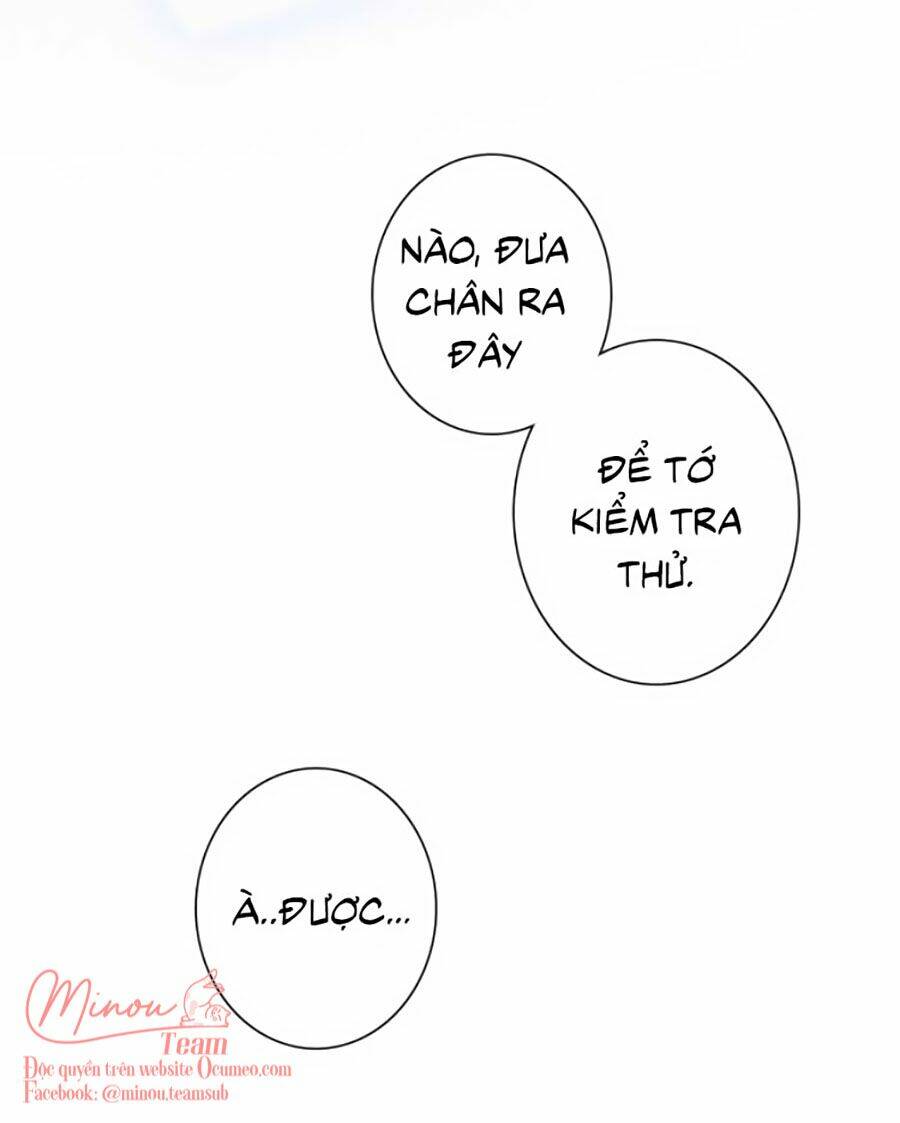 NÀO, ĐƯA
CHÂN RA
ĐÂY
ĐỂ TỚ
KIỂM TRA
THỬ.
À..ĐƯỢC...
Minou
Team
Độc quyền trên website Ocumeo.com
Facebook: @minou.teamsub